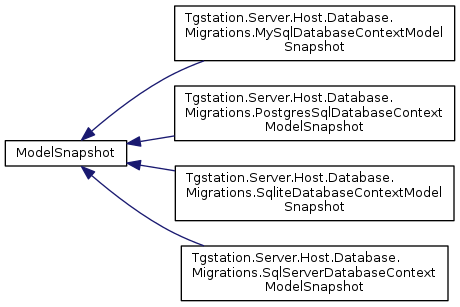 Tgstation.Server.Host.Database.
Migrations.MySqlDatabaseContextModel
Snapshot
Tgstation.Server.Host.Database.
Migrations.PostgresSqlDatabaseContext
ModelSnapshot
ModelSnapshot
Tgstation.Server.Host.Database.
Migrations.SqliteDatabaseContextModel
Snapshot
Tgstation.Server.Host.Database.
Migrations.SqlServerDatabaseContext
ModelSnapshot